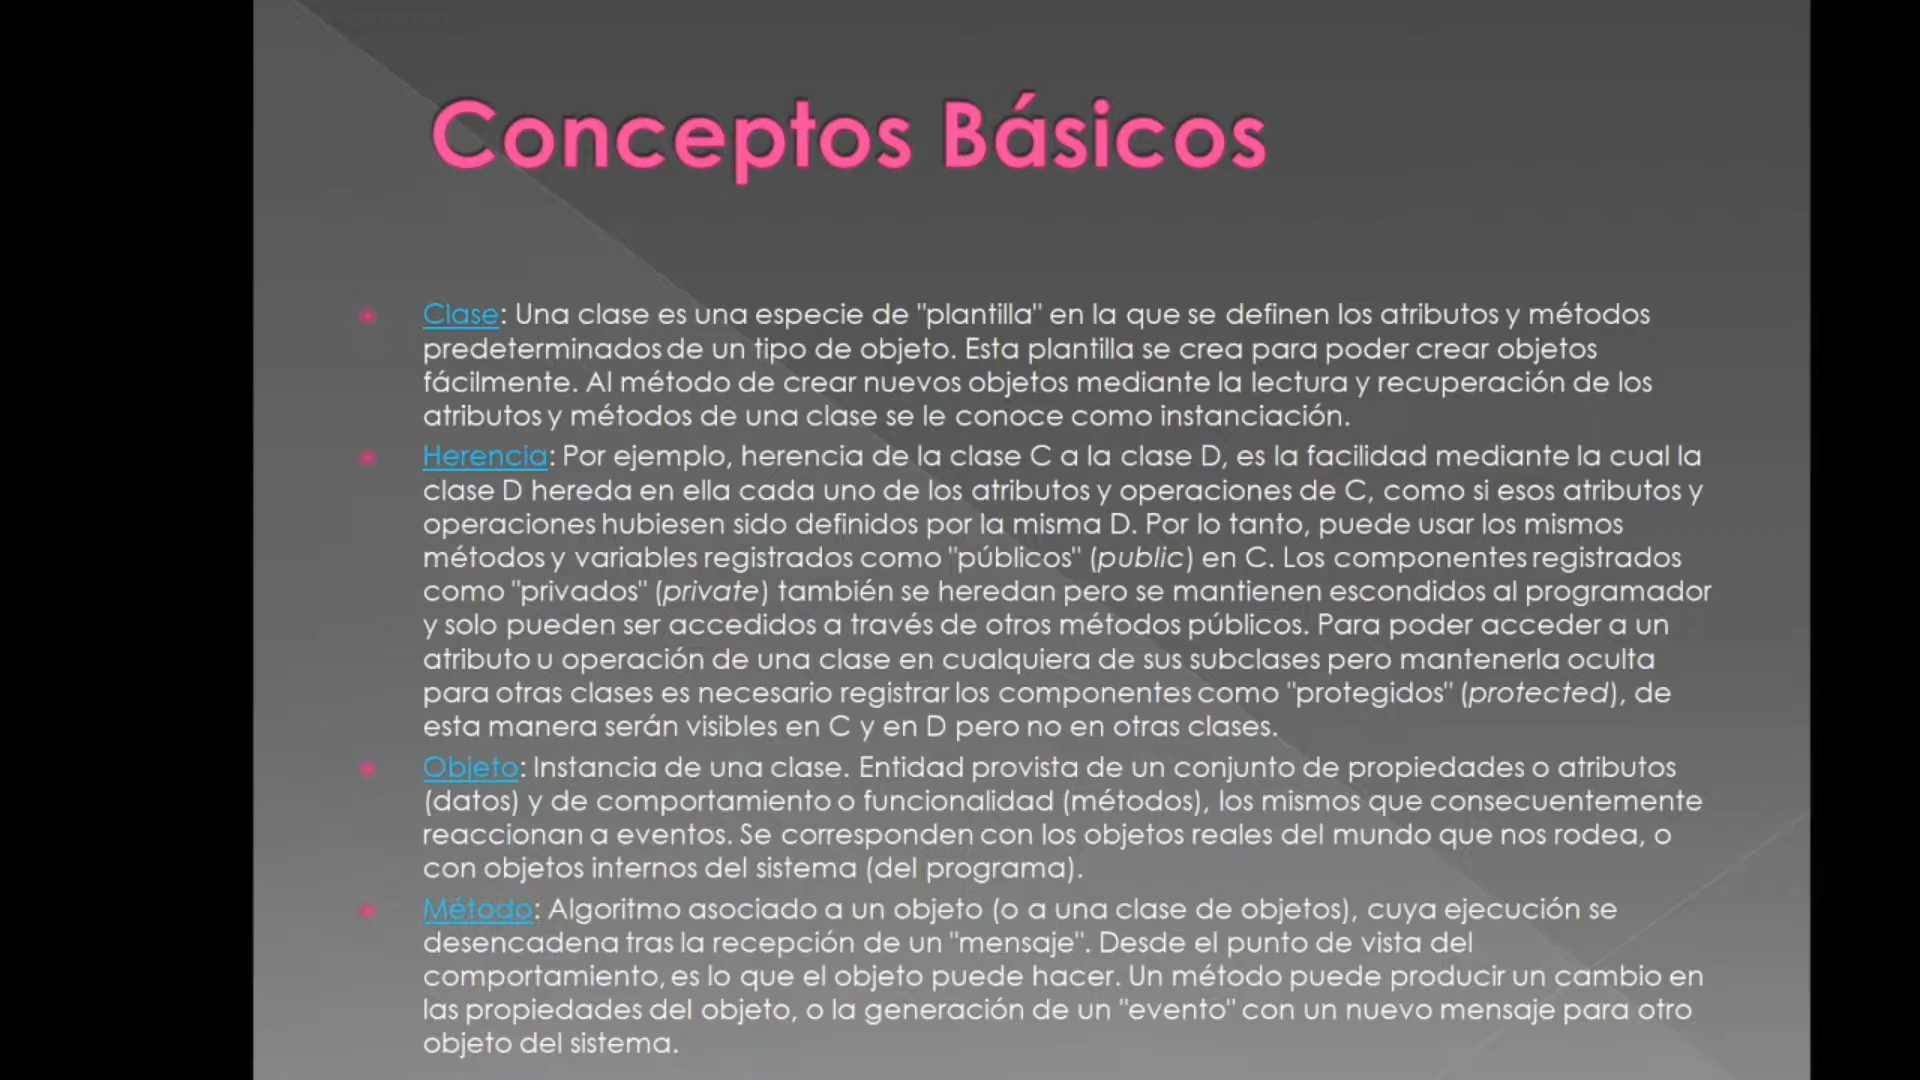 Conceptos Básicos
Clase: Una clase es una especie de "plantilla" en la que se definen los atributos y métodos
predeterminados de un tipo de objeto. Esta plantilla se crea para poder crear objetos
fácilmente. Al método de crear nuevos objetos mediante la lectura y recuperación de los
atributos y métodos de una clase se le conoce como instanciación.
Herencia: Por ejemplo, herencia de la clase C a la clase D, es la facilidad mediante la cual la
clase D hereda en ella cada uno de los atributos y operaciones de C, como si esos atributos y
operaciones hubiesen sido definidos por la misma D. Por lo tanto, puede usar los mismos
métodos y variables registrados como "públicos" (public) en C. Los componentes registrados
como "privados" (private) también se heredan pero se mantienen escondidos al programador
y solo pueden ser accedidos a través de otros métodos públicos. Para poder acceder a un
atributo u operación de una clase en cualquiera de sus subclases pero mantenerla oculta
para otras clases es necesario registrar los componentes como "protegidos" (protected), de
esta manera serán visibles en C y en D pero no en otras clases.
Objeto: Instancia de una clase. Entidad provista de un conjunto de propiedades o atributos
(datos) y de comportamiento o funcionalidad (métodos), los mismos que consecuentemente
reaccionan a eventos. Se corresponden con los objetos reales del mundo que nos rodea, o
con objetos internos del sistema (del programa).
Método: Algoritmo asociado a un objeto (o a una clase de objetos), cuya ejecución se
desencadena tras la recepción de un "mensaje". Desde el punto de vista del
comportamiento, es lo que el objeto puede hacer. Un método puede producir un cambio en
las propiedades del objeto, o la generación de un "evento" con un nuevo mensaje para otro
objeto del sistema.